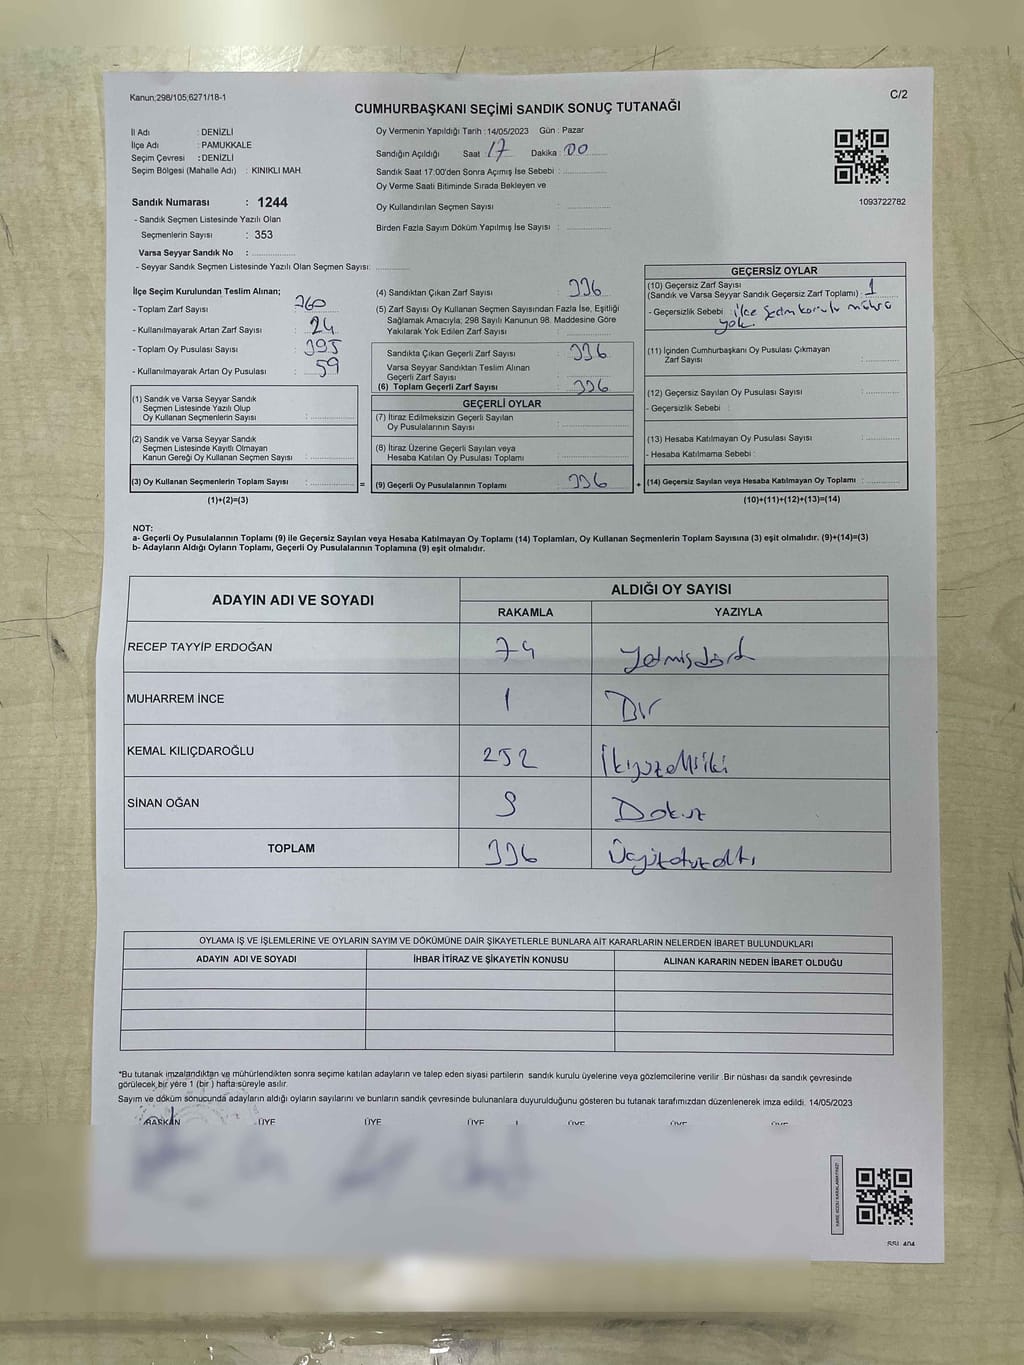 Kanun;298/105;6271/18-1
C/2
CUMHURBAŞKANI SEÇİMİ SANDIK SONUÇ TUTANAĞI
İl Adı : DENİZLİ
İlçe Adı : PAMUKKALE
Seçim Çevresi : DENİZLİ
Seçim Bölgesi (Mahalle Adı) : KINIKLI MAH.
Oy Vermenin Yapıldığı Tarih : 14/05/2023 Gün : Pazar
Sandığın Açıldığı Saat 17 Dakika : 00
Sandık Saat 17:00'den Sonra Açımış İse Sebebi :
Oy Verme Saati Bitiminde Sırada Bekleyen ve
Oy Kullandırılan Seçmen Sayısı :
Birden Fazla Sayım Döküm Yapılmış İse Sayısı :
1093722782
Sandık Numarası : 1244
- Sandık Seçmen Listesinde Yazılı Olan
Seçmenlerin Sayısı : 353
Varsa Seyyar Sandık No :
- Seyyar Sandık Seçmen Listesinde Yazılı Olan Seçmen Sayısı:
İlçe Seçim Kurulundan Teslim Alınan;
- Toplam Zarf Sayısı : 360
- Kullanılmayarak Artan Zarf Sayısı : 24
- Toplam Oy Pusulası Sayısı : 395
- Kullanılmayarak Artan Oy Pusulası : 59
(1) Sandık ve Varsa Seyyar Sandık
Seçmen Listesinde Yazılı Olup
Oy Kullanan Seçmenlerin Sayısı :
(2) Sandık ve Varsa Seyyar Sandık
Seçmen Listesinde Kayıtlı Olmayan
Kanun Gereği Oy Kullanan Seçmen Sayısı :
(3) Oy Kullanan Seçmenlerin Toplam Sayısı :
(1)+(2)=(3)
(4) Sandıktan Çıkan Zarf Sayısı : 336
(5) Zarf Sayısı Oy Kullanan Seçmen Sayısından Fazla İse, Eşitliği
Sağlamak Amacıyla; 298 Sayılı Kanunun 98. Maddesine Göre
Yakılarak Yok Edilen Zarf Sayısı :
Sandıkta Çıkan Geçerli Zarf Sayısı : 336
Varsa Seyyar Sandıktan Teslim Alınan
Geçerli Zarf Sayısı :
(6) Toplam Geçerli Zarf Sayısı : 336
GEÇERLİ OYLAR
(7) İtiraz Edilmeksizin Geçerli Sayılan
Oy Pusulalarının Sayısı :
(8) İtiraz Üzerine Geçerli Sayılan veya
Hesaba Katılan Oy Pusulası Toplamı :
= (9) Geçerli Oy Pusulalarının Toplamı : 336 +
GEÇERSİZ OYLAR
(10) Geçersiz Zarf Sayısı
(Sandık ve Varsa Seyyar Sandık Geçersiz Zarf Toplamı) : 1
- Geçersizlik Sebebi : ilçe seçim kurulu mührü
yok.
(11) İçinden Cumhurbaşkanı Oy Pusulası Çıkmayan
Zarf Sayısı :
(12) Geçersiz Sayılan Oy Pusulası Sayısı :
- Geçersizlik Sebebi :
(13) Hesaba Katılmayan Oy Pusulası Sayısı :
- Hesaba Katılmama Sebebi :
(14) Geçersiz Sayılan veya Hesaba Katılmayan Oy Toplamı :
(10)+(11)+(12)+(13)=(14)
NOT:
a- Geçerli Oy Pusulalarının Toplamı (9) ile Geçersiz Sayılan veya Hesaba Katılmayan Oy Toplamı (14) Toplamları, Oy Kullanan Seçmenlerin Toplam Sayısına (3) eşit olmalıdır. (9)+(14)=(3)
b- Adayların Aldığı Oyların Toplamı, Geçerli Oy Pusulalarının Toplamına (9) eşit olmalıdır.
ADAYIN ADI VE SOYADI
ALDIĞI OY SAYISI
RAKAMLA YAZIYLA
RECEP TAYYİP ERDOĞAN 74 Yetmişdört
MUHARREM İNCE 1 Bir
KEMAL KILIÇDAROĞLU 252 İkiyüzelliiki
SİNAN OĞAN 9 Dokuz
TOPLAM 336 Üçyüzotuzaltı
OYLAMA İŞ VE İŞLEMLERİNE VE OYLARIN SAYIM VE DÖKÜMÜNE DAİR ŞİKAYETLERLE BUNLARA AİT KARARLARIN NELERDEN İBARET BULUNDUKLARI
ADAYIN ADI VE SOYADI İHBAR İTİRAZ VE ŞİKAYETİN KONUSU ALINAN KARARIN NEDEN İBARET OLDUĞU
*Bu tutanak imzalandıktan ve mühürlendikten sonra seçime katılan adayların ve talep eden siyasi partilerin sandık kurulu üyelerine veya gözlemcilerine verilir .Bir nüshası da sandık çevresinde
görülecek bir yere 1 (bir ) hafta süreyle asılır.
Sayım ve döküm sonucunda adayların aldığı oyların sayılarını ve bunların sandık çevresinde bulunanlara duyurulduğunu gösteren bu tutanak tarafımızdan düzenlenerek imza edildi. 14/05/2023
BAŞKAN ÜYE ÜYE ÜYE ÜYE ÜYE ÜYE